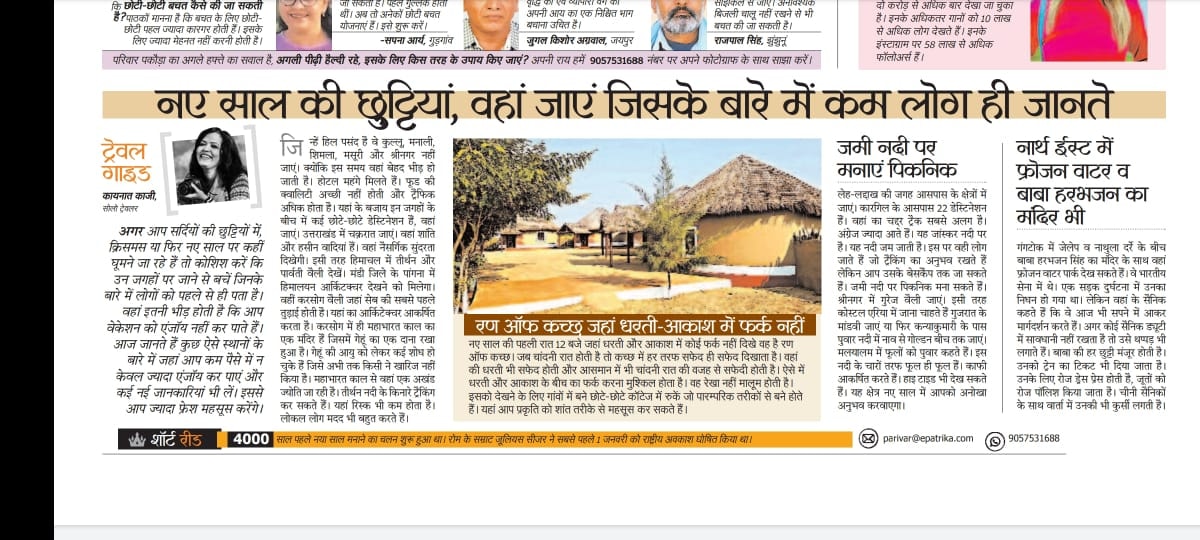 कि छोटी-छोटी बचत कैसे की जा सकती
है? पाठकों मानना है कि बचत के लिए छोटी-
छोटी पहल ज्यादा कारगर होती हैं। इसके
लिए ज्यादा मेहनत नहीं करनी होती है।
थीं। अब तो अनेकों छोटी बचत
योजनाएं हैं। इसे शुरू करें।
-सपना आर्य, गुड़गांव
अपनी आय का एक निश्चित भाग
बचाना उचित है।
जुगल किशोर अग्रवाल, जयपुर
बिजली चालू नहीं रखने से भी
बचत की जा सकती है।
राजपाल सिंह, झुंझुनू
दो करोड़ से अधिक बार देखा जा चुका
है। इनके अधिकतर गानों को 10 लाख
से अधिक लोग देखते हैं। इनके
इंस्टाग्राम पर 58 लाख से अधिक
फॉलोअर्स हैं।
परिवार पकौड़ा का अगले हफ्ते का सवाल है, अगली पीढ़ी हैल्दी रहे, इसके लिए किस तरह के उपाय किए जाएं? अपनी राय हमें 9057531688 नंबर पर अपने फोटोग्राफ के साथ साझा करें।
नए साल की छुट्टियां, वहां जाएं जिसके बारे में कम लोग ही जानते
ट्रेवल
गाइड
कायनात काजी,
सोलो ट्रेवलर
अगर आप सर्दियों की छुट्टियों में,
क्रिसमस या फिर नए साल पर कहीं
घूमने जा रहे हैं तो कोशिश करें कि
उन जगहों पर जाने से बचें जिनके
बारे में लोगों को पहले से ही पता है।
वहां इतनी भीड़ होती है कि आप
वेकेशन को एंजॉय नहीं कर पाते हैं।
आज जानते हैं कुछ ऐसे स्थानों के
बारे में जहां आप कम पैसे में न
केवल ज्यादा एंजॉय कर पाएं और
कई नई जानकारियां भी लें। इससे
आप ज्यादा फ्रेश महसूस करेंगे।
जिन्हें हिल पसंद हैं वे कुल्लू, मनाली,
शिमला, मसूरी और श्रीनगर नहीं
जाएं। क्योंकि इस समय वहां बेहद भीड़ हो
जाती है। होटल महंगे मिलते हैं। फूड की
क्वालिटी अच्छी नहीं होती और ट्रैफिक
अधिक होता है। यहां के बजाय इन जगहों के
बीच में कई छोटे-छोटे डेस्टिनेशन हैं, वहां
जाएं। उत्तराखंड में चक्रराता जाएं। वहां शांति
और हसीन वादियां हैं। वहां नैसर्गिक सुंदरता
दिखेगी। इसी तरह हिमाचल में तीर्थन और
पार्वती वैली देखें। मंडी जिले के पांगना में
हिमालयन आर्किटक्चर देखने को मिलेगा।
वहीं करसोग वैली जहां सेब की सबसे पहले
तुड़ाई होती है। यहां का आर्किटेक्चर आकर्षित
करता है। करसोग में ही महाभारत काल का
एक मंदिर हैं जिसमें गेहूं का एक दाना रखा
हुआ है। गेहूं की आयु को लेकर कई शोध हो
चुके हैं जिसे अभी तक किसी ने खारिज नहीं
किया है। महाभारत काल से वहां एक अखंड
ज्योति जा रही है। तीर्थन नदी के किनारे ट्रैकिंग
कर सकते हैं। यहां रिस्क भी कम होता है।
लोकल लोग मदद भी बहुत करते हैं।
रण ऑफ कच्छ जहां धरती-आकाश में फर्क नहीं
नए साल की पहली रात 12 बजे जहां धरती और आकाश में कोई फर्क नहीं दिखे वह है रण
ऑफ कच्छ। जब चांदनी रात होती है तो कच्छ में हर तरफ सफेद ही सफेद दिखाता है। वहां
की धरती भी सफेद होती और आसमान में भी चांदनी रात की वजह से सफेदी होती है। ऐसे में
धरती और आकाश के बीच का फर्क करना मुश्किल होता है। वह रेखा नहीं मालूम होती है।
इसको देखने के लिए गांवों में बने छोटे-छोटे कॉटेज में रुकें जो पारम्परिक तरीकों से बने होते
हैं। यहां आप प्रकृति को शांत तरीके से महसूस कर सकते हैं।
जमी नदी पर
मनाएं पिकनिक
लेह-लद्दाख की जगह आसपास के क्षेत्रों में
जाएं। कारगिल के आसपास 22 डेस्टिनेशन
हैं। वहां का चद्दर ट्रैक सबसे अलग है।
अंग्रेज ज्यादा आते हैं। यह जांस्कर नदी पर
है। यह नदी जम जाती है। इस पर वही लोग
जाते हैं जो ट्रैकिंग का अनुभव रखते हैं
लेकिन आप उसके बेसकैंप तक जा सकते
हैं। जमी नदी पर पिकनिक मना सकते हैं।
श्रीनगर में गुरेज वैली जाएं। इसी तरह
कोस्टल एरिया में जाना चाहते हैं गुजरात के
मांडवी जाएं या फिर कन्याकुमारी के पास
पुवार नदी में नाव से गोल्डन बीच तक जाएं।
मलयालम में फूलों को पुवार कहते हैं। इस
नदी के चारों तरफ फूल ही फूल हैं। काफी
आकर्षित करते हैं। हाइ टाइड भी देख सकते
हैं। यह क्षेत्र नए साल में आपको अनोखा
अनुभव करवाएगा।
नार्थ ईस्ट में
फ्रोजन वाटर व
बाबा हरभजन का
मंदिर भी
गंगटोक में जेलेप व नाथूला दर्रे के बीच
बाबा हरभजन सिंह का मंदिर के साथ वहां
फ्रोजन वाटर पार्क देख सकते हैं। वे भारतीय
सेना में थे। एक सड़क दुर्घटना में उनका
निधन हो गया था। लेकिन वहां के सैनिक
कहते हैं कि वे आज भी सपने में आकर
मार्गदर्शन करते हैं। अगर कोई सैनिक ड्यूटी
में सावधानी नहीं रखता है तो उसे थप्पड़ भी
लगाते हैं। बाबा की हर छुट्टी मंजूर होती है।
उनको ट्रेन का टिकट भी दिया जाता है।
उनके लिए रोज ड्रेस प्रेस होती है, जूतों को
रोज पॉलिश किया जाता है। चीनी सैनिकों
के साथ वार्ता में उनकी भी कुर्सी लगती है।
शॉर्ट रीड
4000 साल पहले नया साल मनाने का चलन शुरू हुआ था। रोम के सम्राट जूलियस सीजर ने सबसे पहले 1 जनवरी को राष्ट्रीय अवकाश घोषित किया था।
parivar@epatrika.com
9057531688